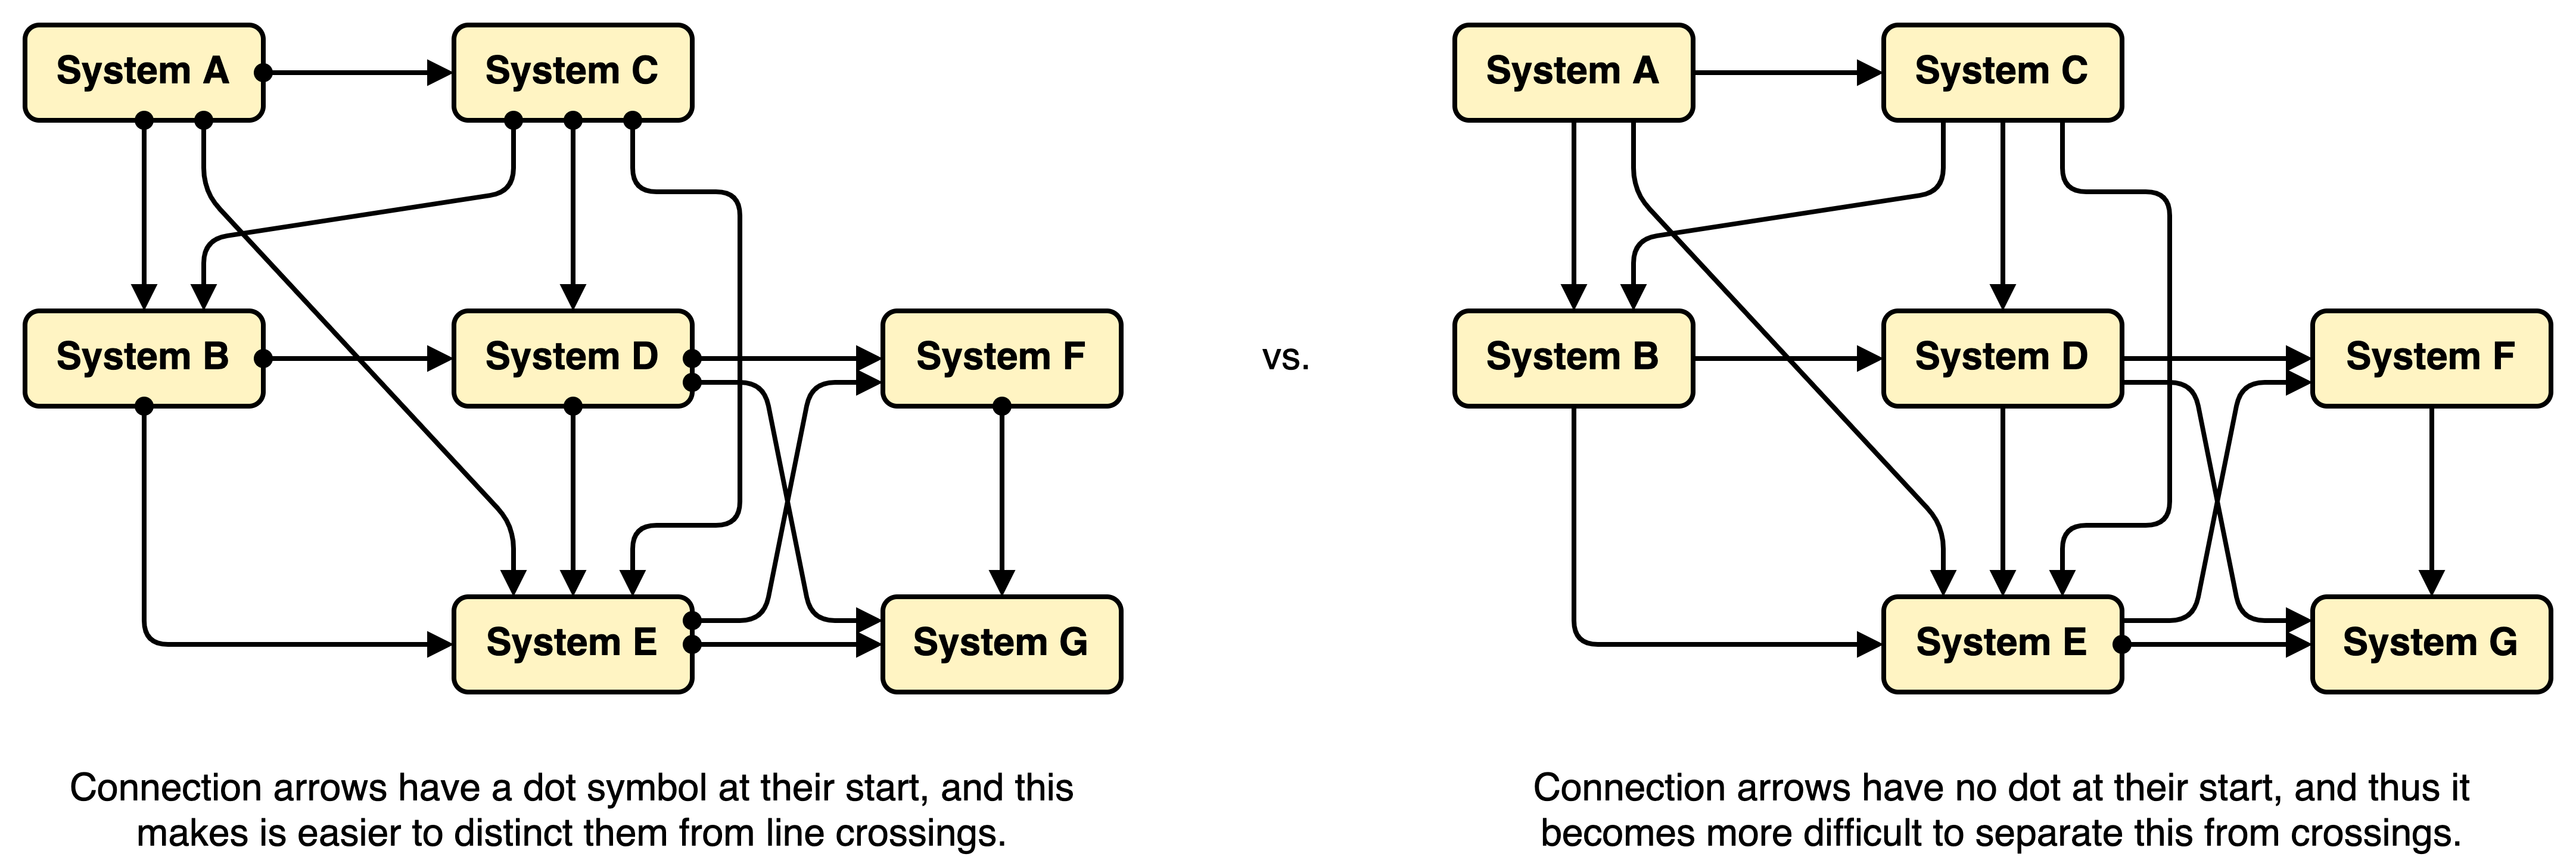 System A
System C
System B
System D
System F
System E
System G
Connection arrows have a dot symbol at their start, and this
makes is easier to distinct them from line crossings.
vs.
System A
System C
System B
System D
System F
System E
System G
Connection arrows have no dot at their start, and thus it
becomes more difficult to separate this from crossings.